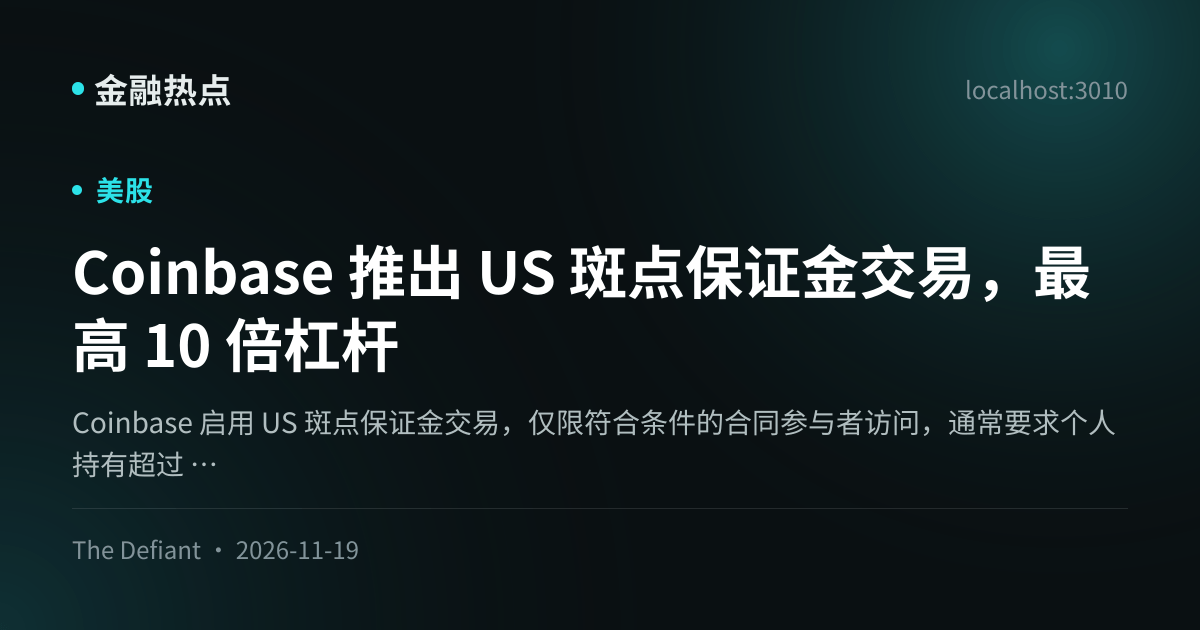 金融热点
localhost:3010
美股
Coinbase 推出 US 斑点保证金交易，最
高 10 倍杠杆
Coinbase 启用 US 斑点保证金交易，仅限符合条件的合同参与者访问，通常要求个人
持有超过 …
The Defiant · 2026-11-19